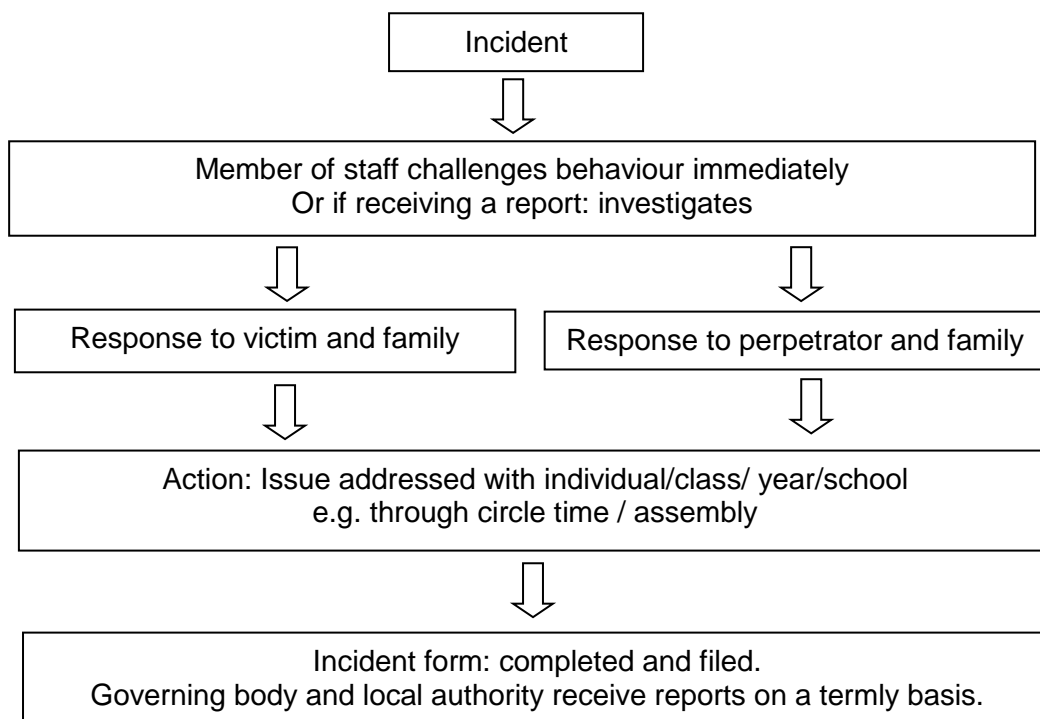 Incident
Member of staff challenges behaviour immediately
Or if receiving a report: investigates
Response to victim and family
Response to perpetrator and family
Action: Issue addressed with individual/class/ year/school
e.g. through circle time / assembly
Incident form: completed and filed.
Governing body and local authority receive reports on a termly basis.